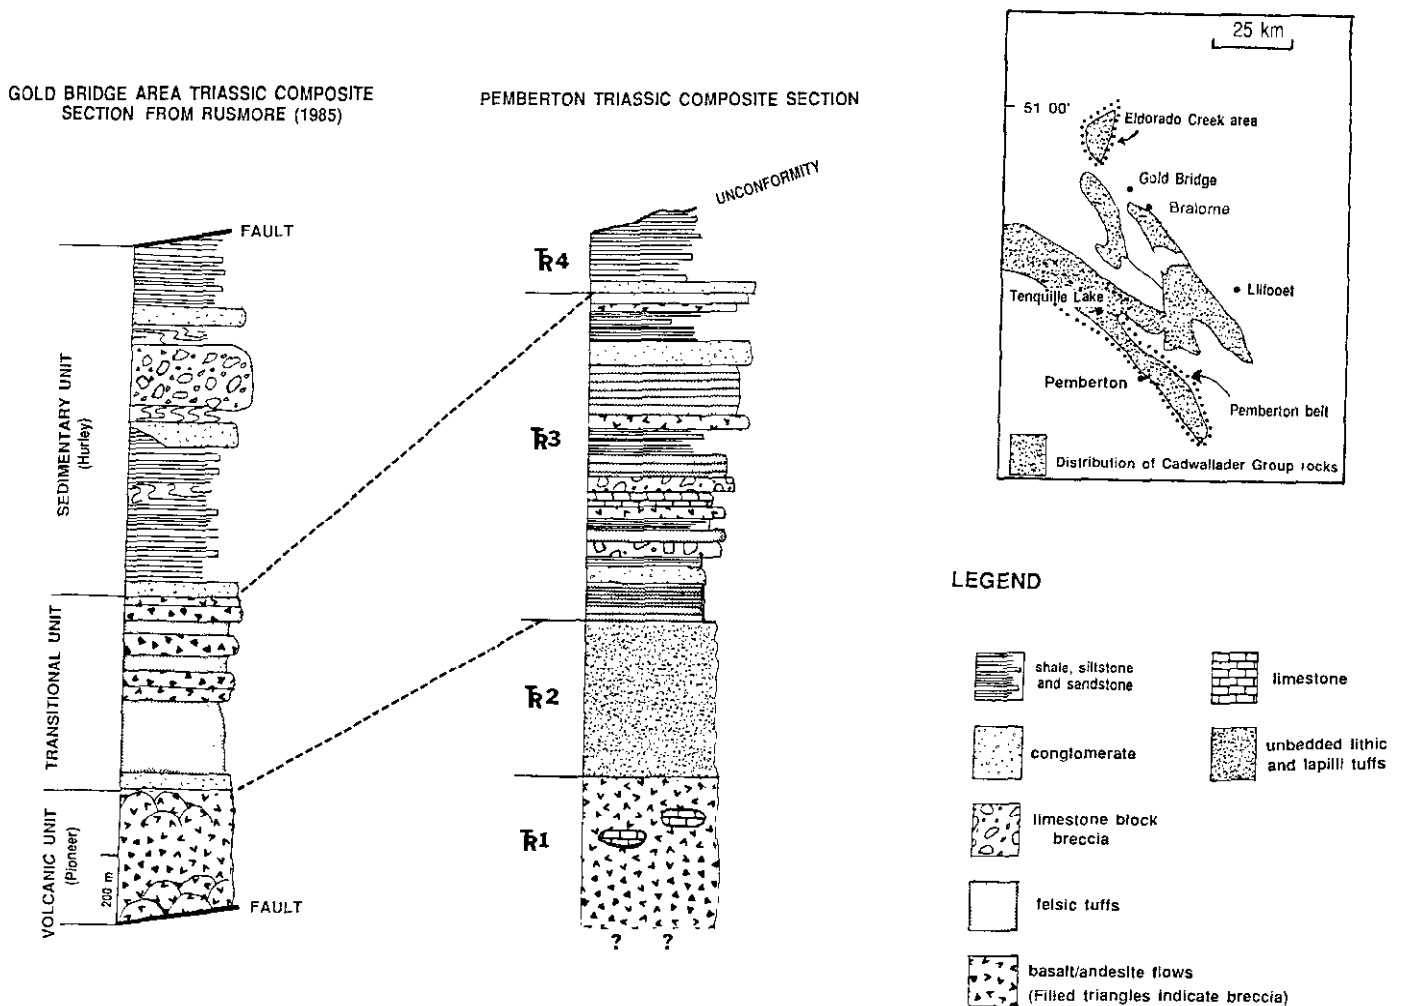 GOLD BRIDGE AREA TRIASSIC COMPOSITE
SECTION FROM RUSMORE (1985)
FAULT
SEDIMENTARY UNIT
(Hurley)
TRANSITIONAL UNIT
VOLCANIC UNIT
(Pioneer)
200 m
FAULT
PEMBERTON TRIASSIC COMPOSITE SECTION
UNCONFORMITY
TR4
TR3
TR2
TR1
? ?
25 km
51 00'
Eldorado Creek area
Gold Bridge
Bralorne
Lillooet
Tenquille Lake
Pemberton
Pemberton belt
Distribution of Cadwallader Group rocks
LEGEND
shale, siltstone
and sandstone
conglomerate
limestone block
breccia
felsic tuffs
basalt/andesite flows
(Filled triangles indicate breccia)
limestone
unbedded lithic
and lapilli tuffs